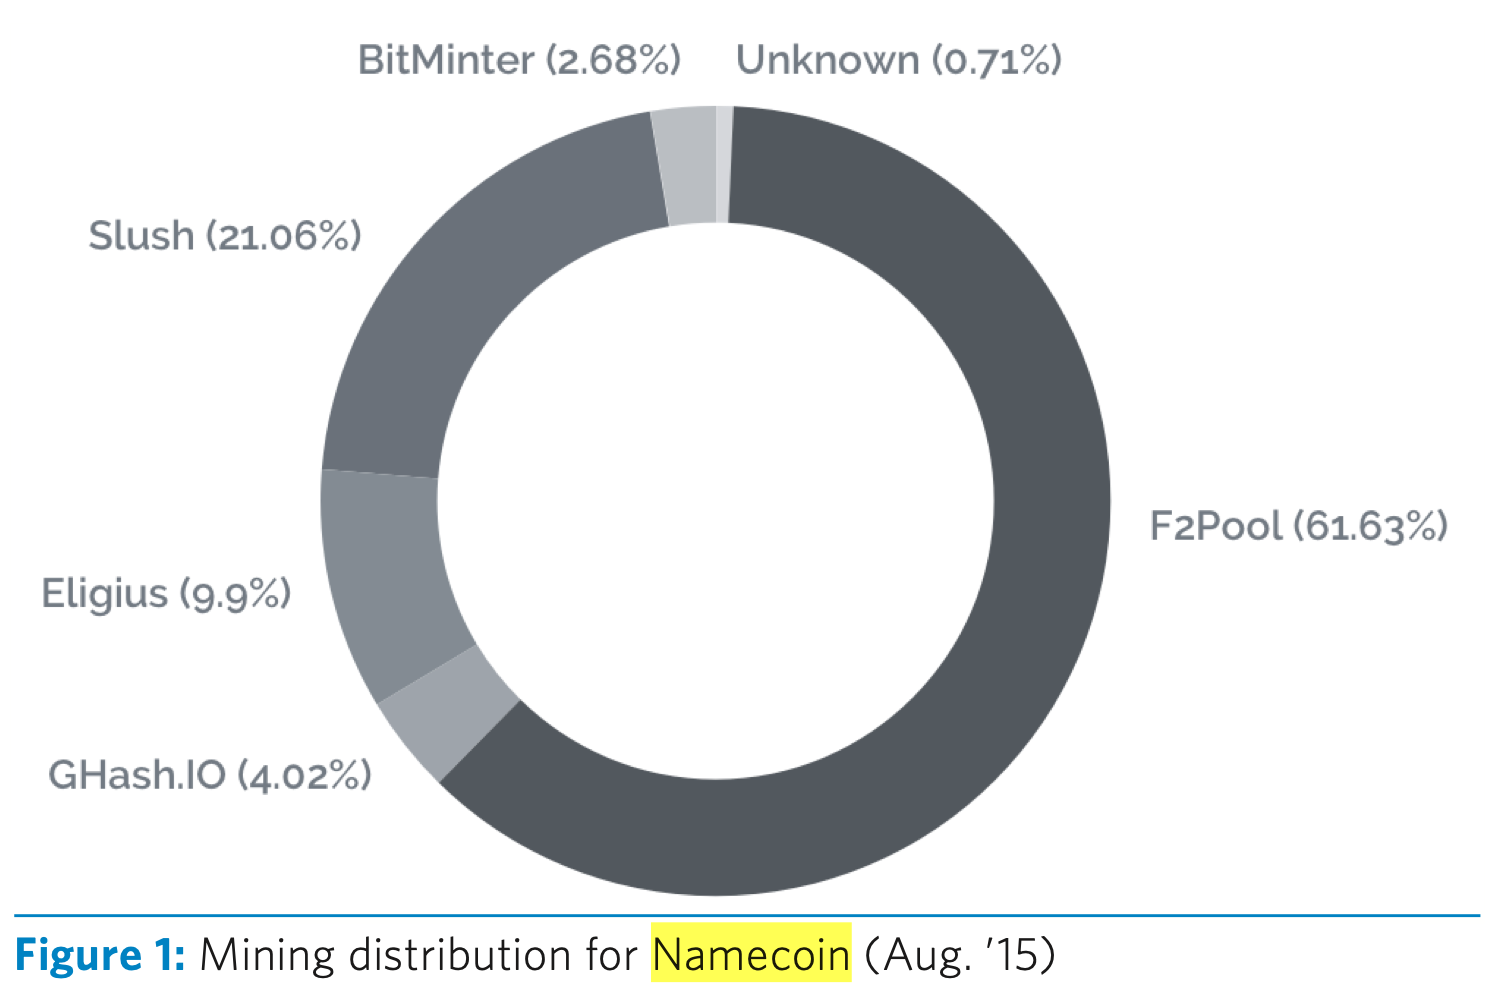 BitMinter (2.68%)
Unknown (0.71%)
Slush (21.06%)
F2Pool (61.63%)
Eligius (9.9%)
GHash.IO (4.02%)
Figure 1: Mining distribution for Namecoin (Aug. ’15)